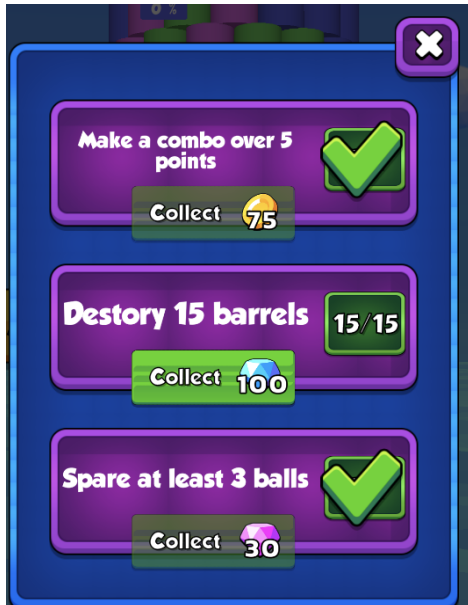 0 %
Make a combo over 5
points
Collect 75
Destory 15 barrels
15/15
Collect 100
Spare at least 3 balls
Collect 30